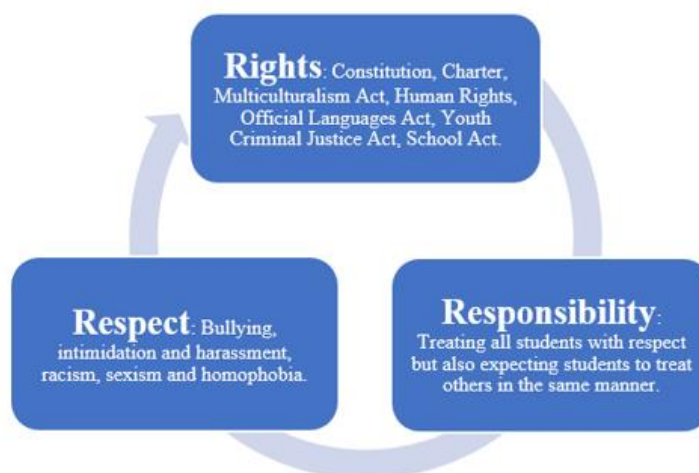 Rights: Constitution, Charter,
Multiculturalism Act, Human Rights,
Official Languages Act, Youth
Criminal Justice Act, School Act.
Responsibility:
Treating all students with respect
but also expecting students to treat
others in the same manner.
Respect: Bullying,
intimidation and harassment,
racism, sexism and homophobia.